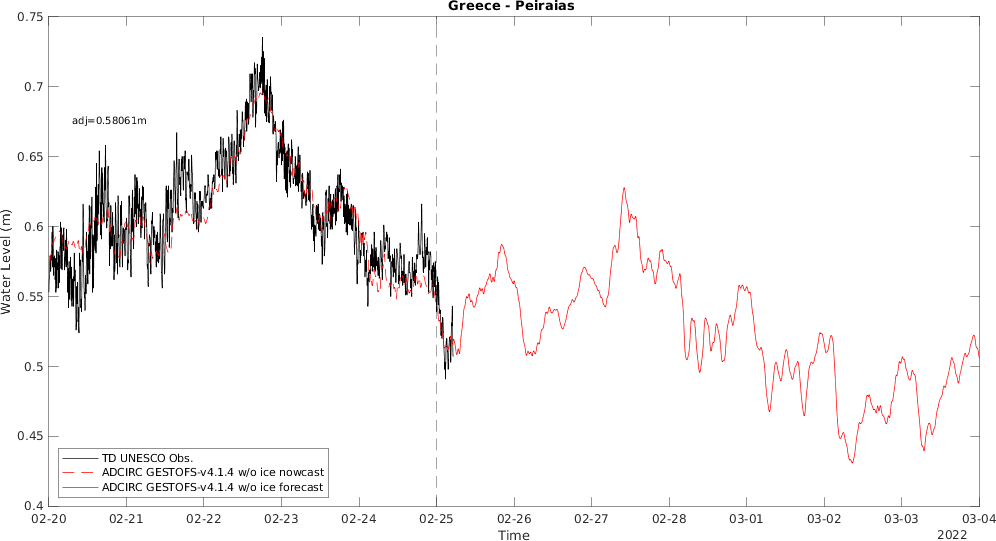 Greece - Peiraias
0.75
0.7
0.65
0.6
0.55
0.5
0.45
0.4
Water Level (m)
adj=0.58061m
TD UNESCO Obs.
ADCIRC GESTOFS-v4.1.4 w/o ice nowcast
ADCIRC GESTOFS-v4.1.4 w/o ice forecast
02-20 02-21 02-22 02-23 02-24 02-25 02-26 02-27 02-28 03-01 03-02 03-03 03-04
Time
2022